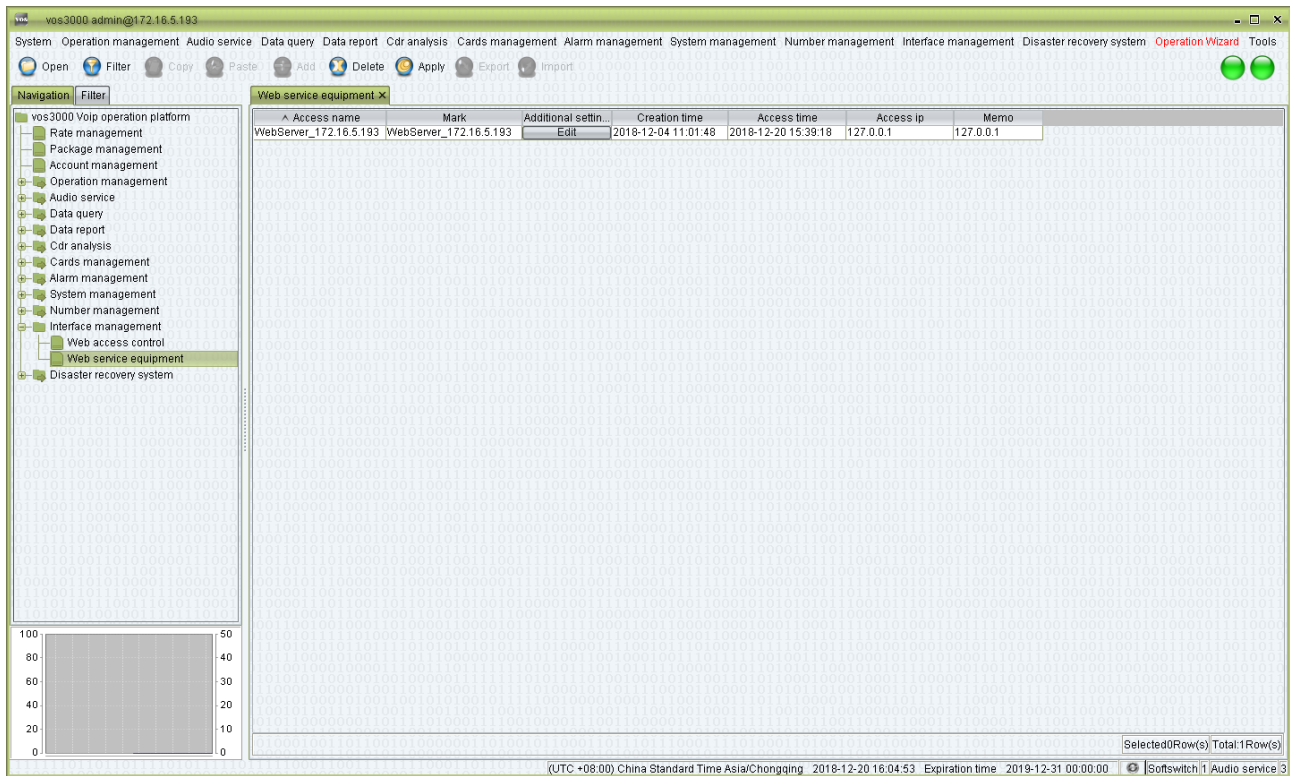 VOS vos3000 admin@172.16.5.193
System Operation management Audio service Data query Data report Cdr analysis Cards management Alarm management System management Number management Interface management Disaster recovery system Operation Wizard Tools
Open Filter Copy Paste Add Delete Apply Export Import
Navigation Filter
Web service equipment
vos3000 Voip operation platform
Rate management
Package management
Account management
Operation management
Audio service
Data query
Data report
Cdr analysis
Cards management
Alarm management
System management
Number management
Interface management
Web access control
Web service equipment
Disaster recovery system
Access name Mark Additional settin... Creation time Access time Access ip Memo
WebServer_172.16.5.193 WebServer_172.16.5.193 Edit 2018-12-04 11:01:48 2018-12-20 15:39:18 127.0.0.1 127.0.0.1
100 50
80 40
60 30
40 20
20 10
0 0
Selected0Row(s) Total:1Row(s)
(UTC +08:00) China Standard Time Asia/Chongqing 2018-12-20 16:04:53 Expiration time 2019-12-31 00:00:00 Softswitch 1 Audio service 3